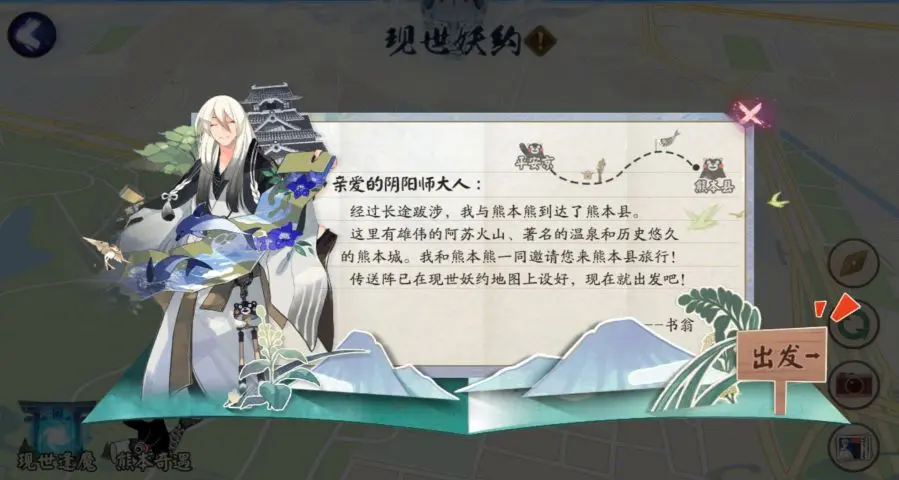 现世妖约
!
平安京
熊本县
亲爱的阴阳师大人：
经过长途跋涉，我与熊本熊到达了熊本县。
这里有雄伟的阿苏火山、著名的温泉和历史悠久
的熊本城。我和熊本熊一同邀请您来熊本县旅行！
传送阵已在现世妖约地图上设好，现在就出发吧！
--书翁
出发→
现世逢魔 熊本奇遇